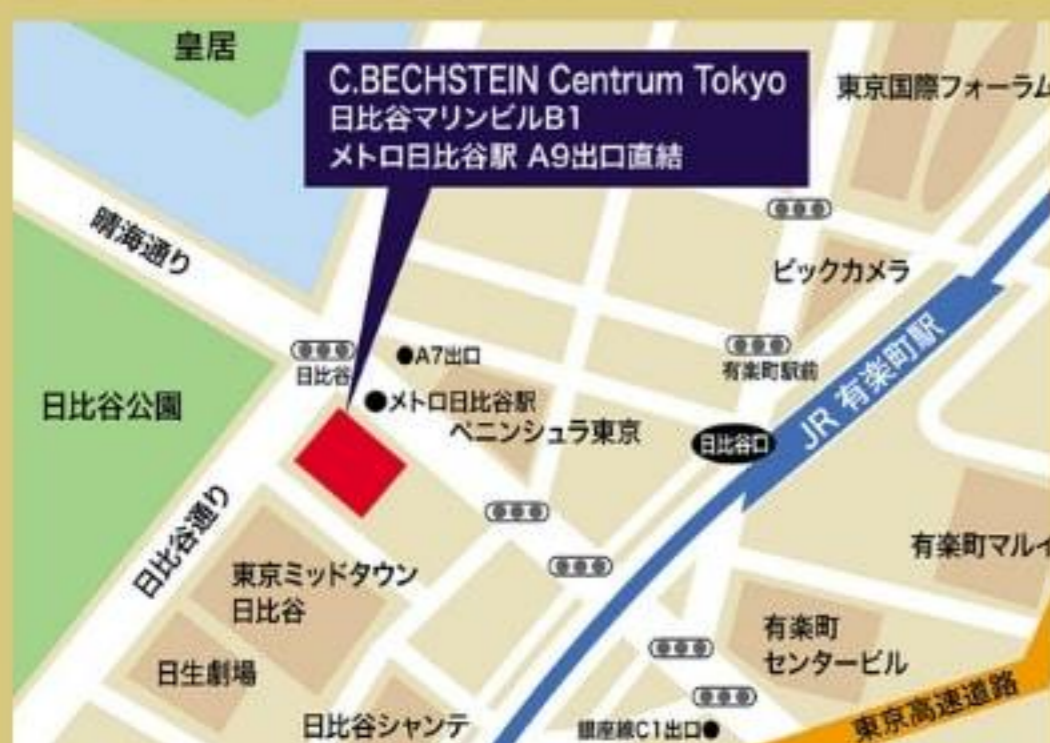 皇居
C.BECHSTEIN Centrum Tokyo
日比谷マリンビルB1
メトロ日比谷駅 A9出口直結
東京国際フォーラム
晴海通り
ビックカメラ
日比谷
A7出口
有楽町駅前
JR 有楽町駅
日比谷公園
メトロ日比谷駅
ペニンシュラ東京
日比谷口
日比谷通り
有楽町マルイ
東京ミッドタウン
日比谷
有楽町
センタービル
日生劇場
東京高速道路
日比谷シャンテ
銀座線C1出口